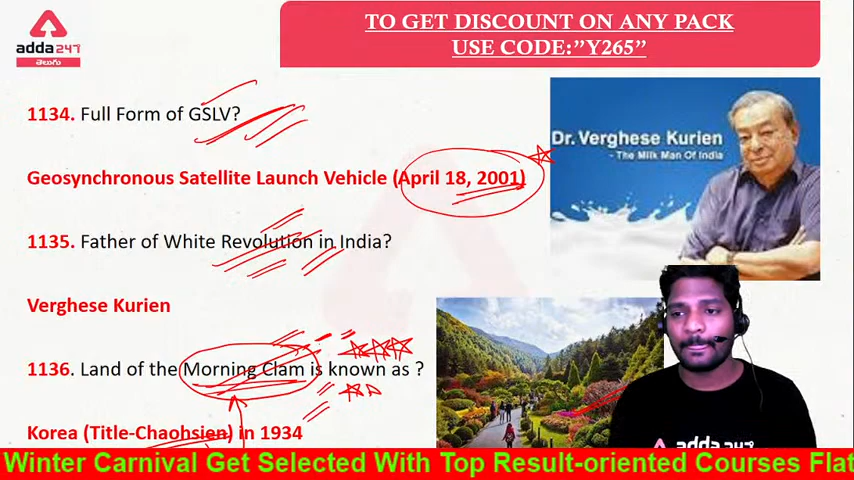 adda247
తెలుగు
TO GET DISCOUNT ON ANY PACK
USE CODE:”Y265”
1134. Full Form of GSLV?
Geosynchronous Satellite Launch Vehicle (April 18, 2001)
Dr. Verghese Kurien
- The Milk Man Of India
1135. Father of White Revolution in India?
Verghese Kurien
1136. Land of the Morning Clam is known as ?
Korea (Title-Chaohsien) in 1934
adda247
Winter Carnival Get Selected With Top Result-oriented Courses Flat